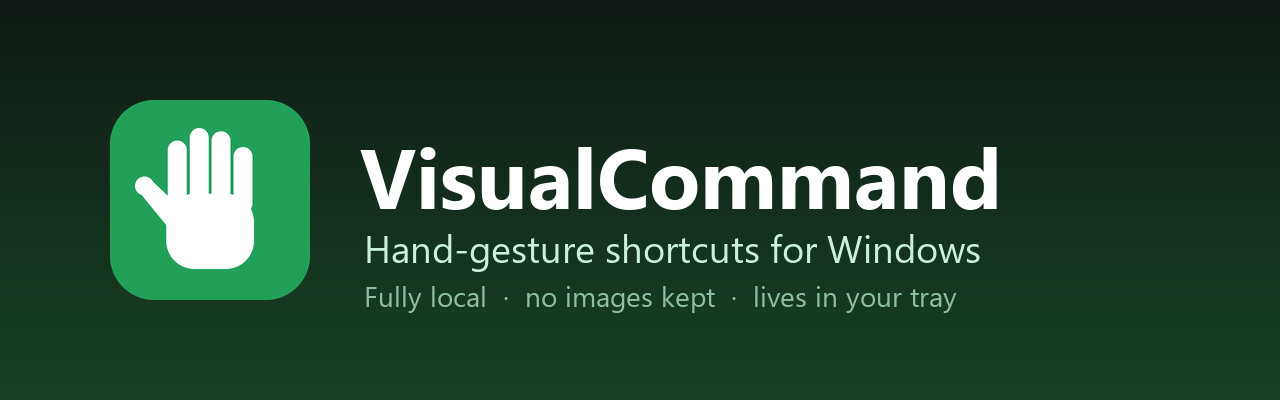 VisualCommand
Hand-gesture shortcuts for Windows
Fully local · no images kept · lives in your tray